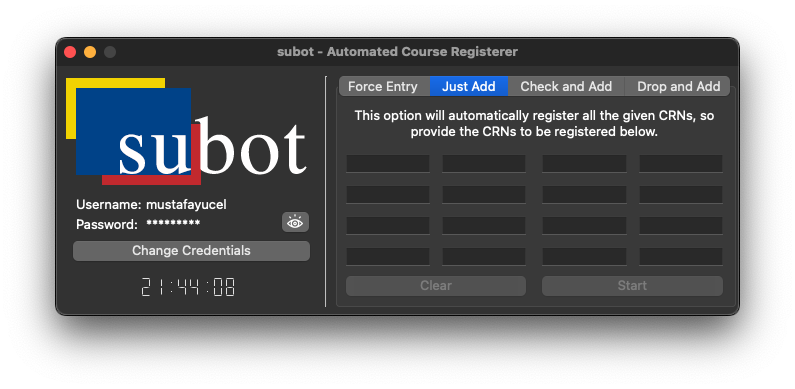 subot - Automated Course Registerer
subot
Username: mustafayucel
Password: *********
Change Credentials
21:44:08
Force Entry Just Add Check and Add Drop and Add
This option will automatically register all the given CRNs, so
provide the CRNs to be registered below.
Clear Start